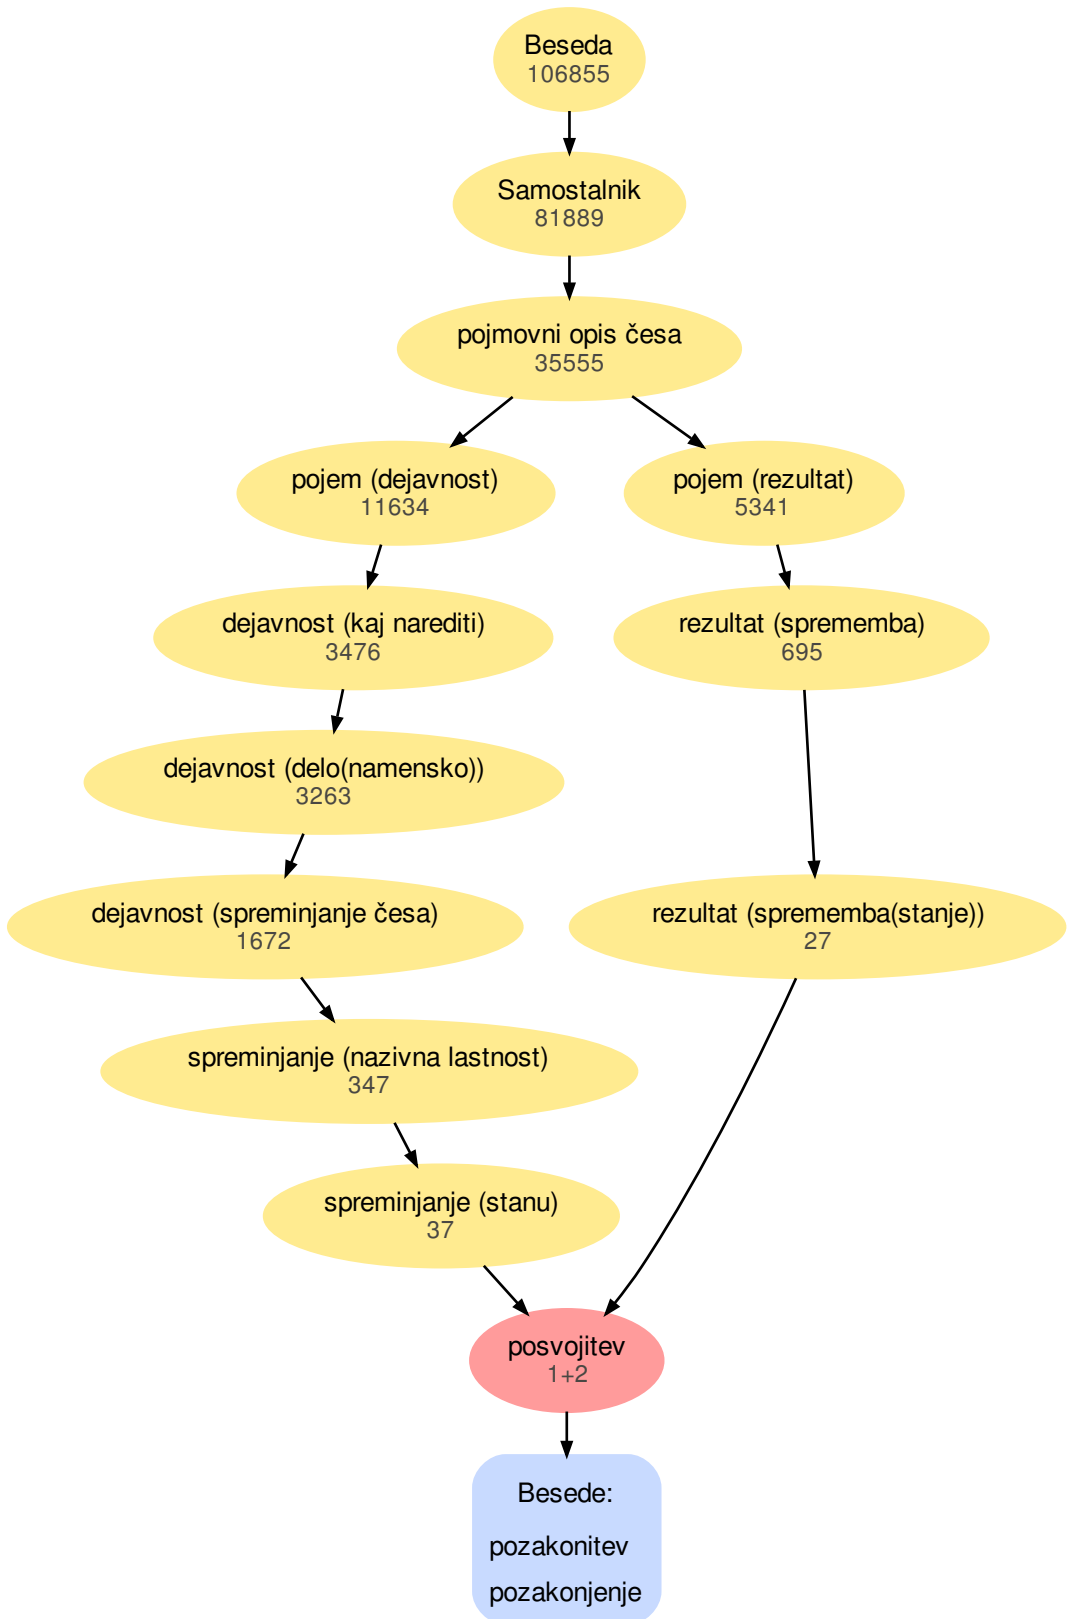 Beseda
106855
Samostalnik
81889
pojmovni opis česa
35555
pojem (dejavnost)
11634
pojem (rezultat)
5341
dejavnost (kaj narediti)
3476
rezultat (sprememba)
695
dejavnost (delo(namensko))
3263
dejavnost (spreminjanje česa)
1672
rezultat (sprememba(stanje))
27
spreminjanje (nazivna lastnost)
347
spreminjanje (stanu)
37
posvojitev
1+2
Besede:
pozakonitev
pozakonjenje